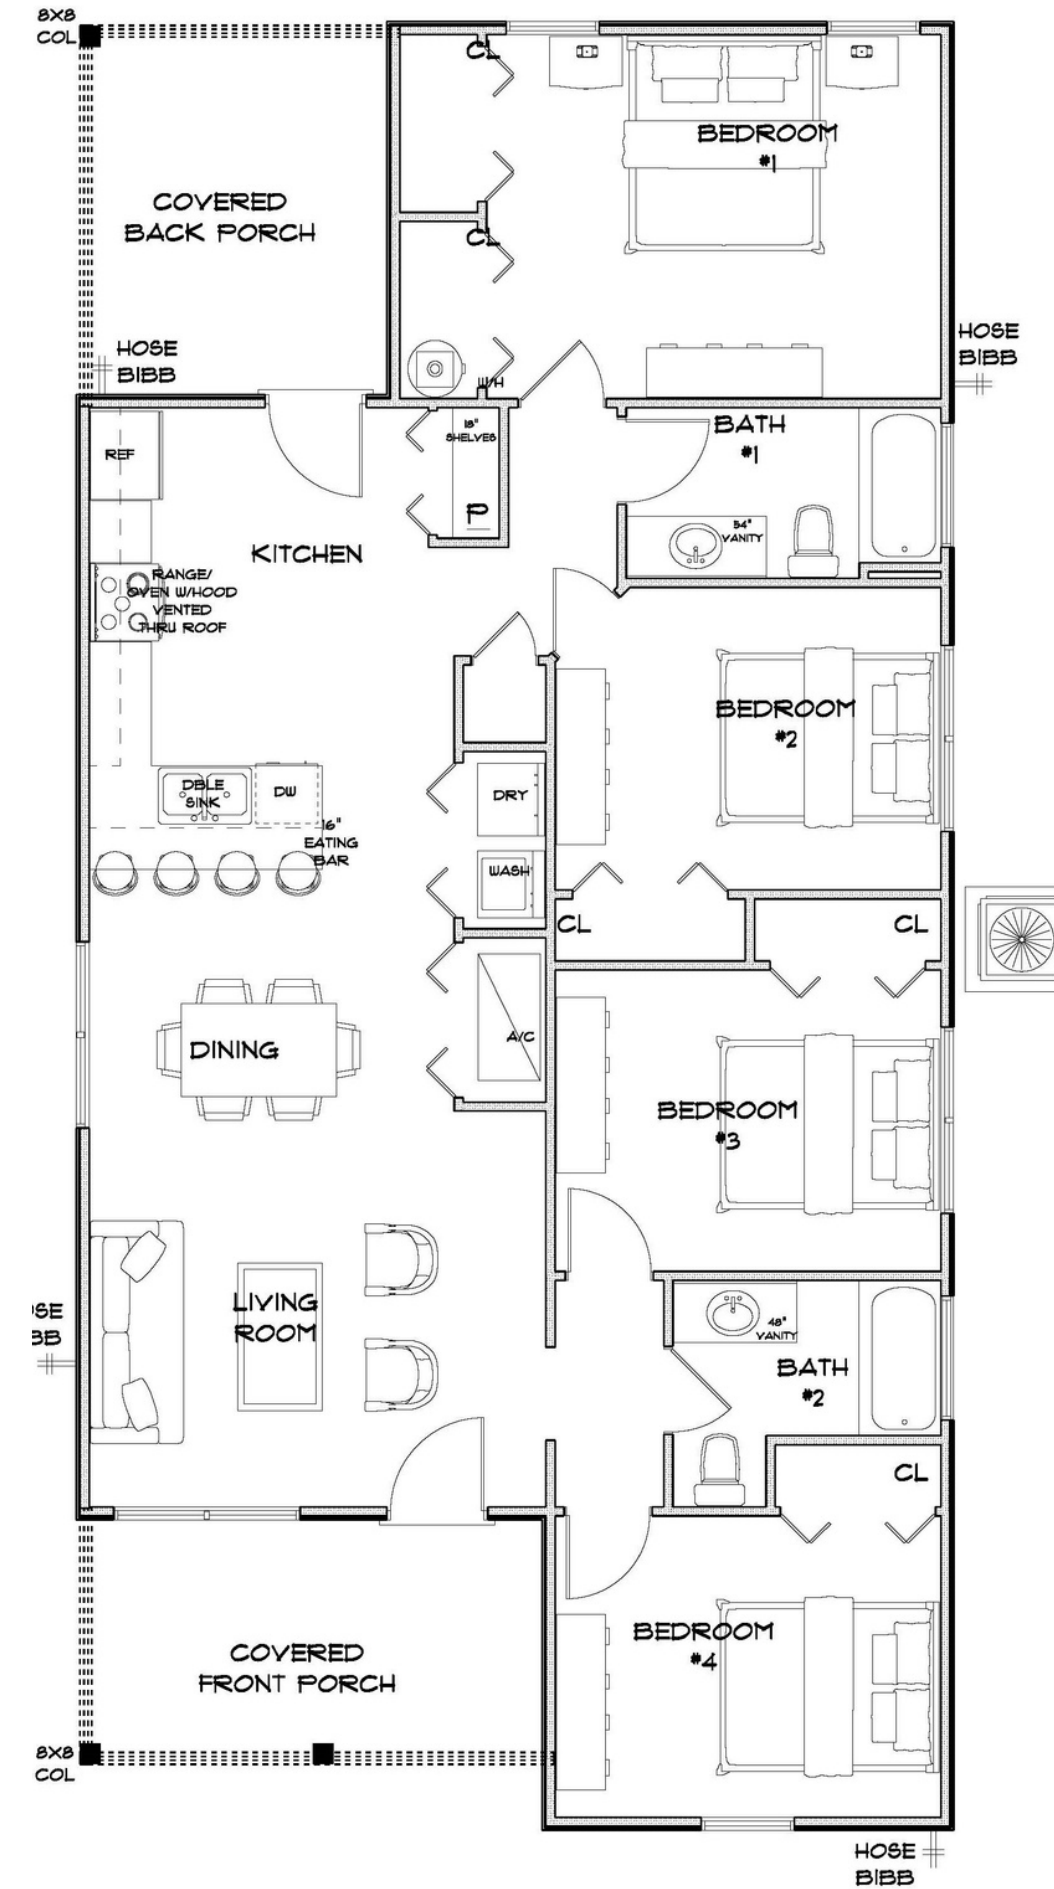 8X8
COL
CL
BEDROOM
#1
COVERED
BACK PORCH
CL
HOSE
BIBB
HOSE
BIBB
W/H
REF
18"
SHELVES
P
BATH
#1
54"
VANITY
KITCHEN
RANGE/
OVEN W/HOOD
VENTED
THRU ROOF
BEDROOM
#2
DBLE
SINK
DW
DRY
16"
EATING
BAR
WASH
CL
CL
DINING
A/C
BEDROOM
#3
LIVING
ROOM
SE
BB
48"
VANITY
BATH
#2
CL
COVERED
FRONT PORCH
BEDROOM
#4
8X8
COL
HOSE
BIBB